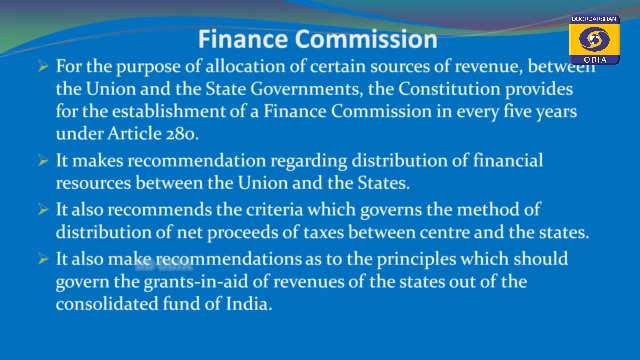 DOORDARSHAN
ODIA
Finance Commission
For the purpose of allocation of certain sources of revenue, between
the Union and the State Governments, the Constitution provides
for the establishment of a Finance Commission in every five years
under Article 280.
It makes recommendation regarding distribution of financial
resources between the Union and the States.
It also recommends the criteria which governs the method of
distribution of net proceeds of taxes between centre and the states.
It also make recommendations as to the principles which should
DD ODIA
govern the grants-in-aid of revenues of the states out of the
consolidated fund of India.